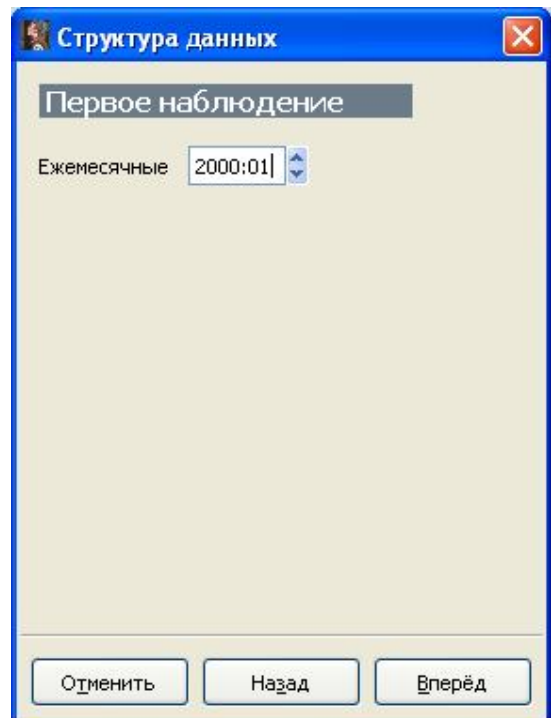 Структура данных
Первое наблюдение
Ежемесячные 2000:01
Отменить Назад Вперёд